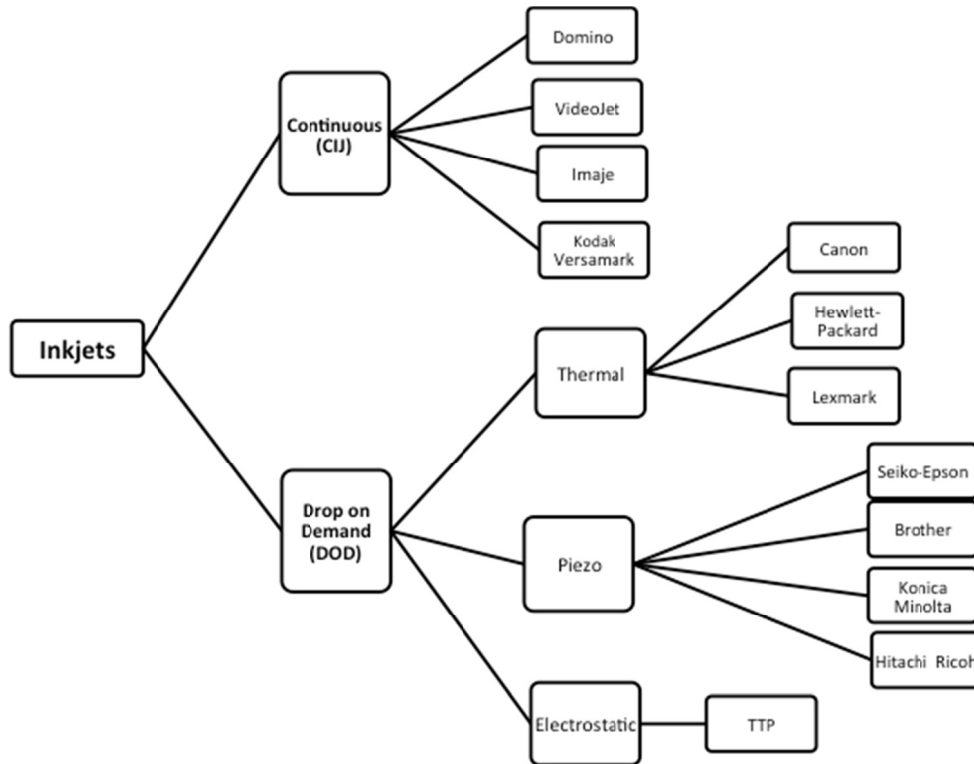 Domino
Continuous
(CIJ)
VideoJet
Imaje
Kodak
Versamark
Canon
Inkjets
Hewlett-
Packard
Thermal
Lexmark
Drop on
Demand
(DOD)
Seiko-Epson
Brother
Piezo
Konica
Minolta
Hitachi Ricoh
Electrostatic
TTP